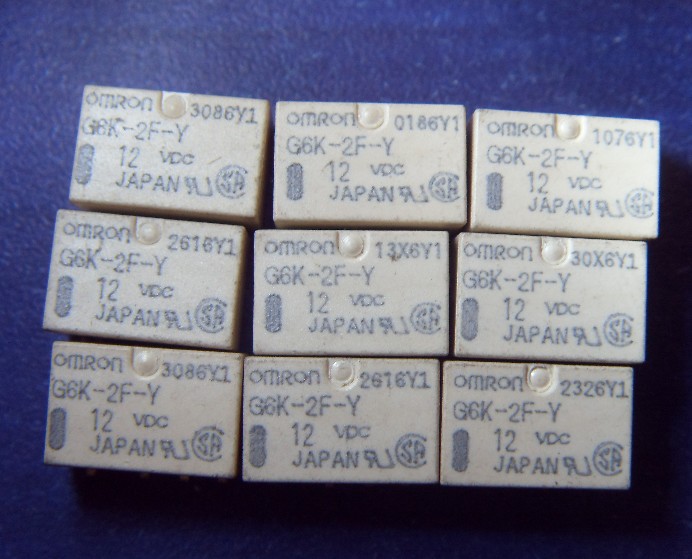 omron 3086Y1
G6K-2F-Y
12 VDC
JAPAN
omron 0186Y1
G6K-2F-Y
12 VDC
JAPAN
omron 1076Y1
G6K-2F-Y
12 VDC
JAPAN
omron 2616Y1
G6K-2F-Y
12 VDC
JAPAN
omron 13X6Y1
G6K-2F-Y
12 VDC
JAPAN
omron 30X6Y1
G6K-2F-Y
12 VDC
JAPAN
omron 3086Y1
G6K-2F-Y
12 VDC
JAPAN
omron 2616Y1
G6K-2F-Y
12 VDC
JAPAN
omron 2326Y1
G6K-2F-Y
12 VDC
JAPAN